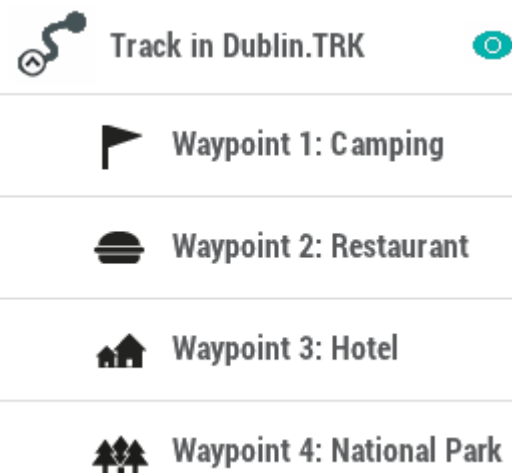 Track in Dublin.TRK
Waypoint 1: Camping
Waypoint 2: Restaurant
Waypoint 3: Hotel
Waypoint 4: National Park